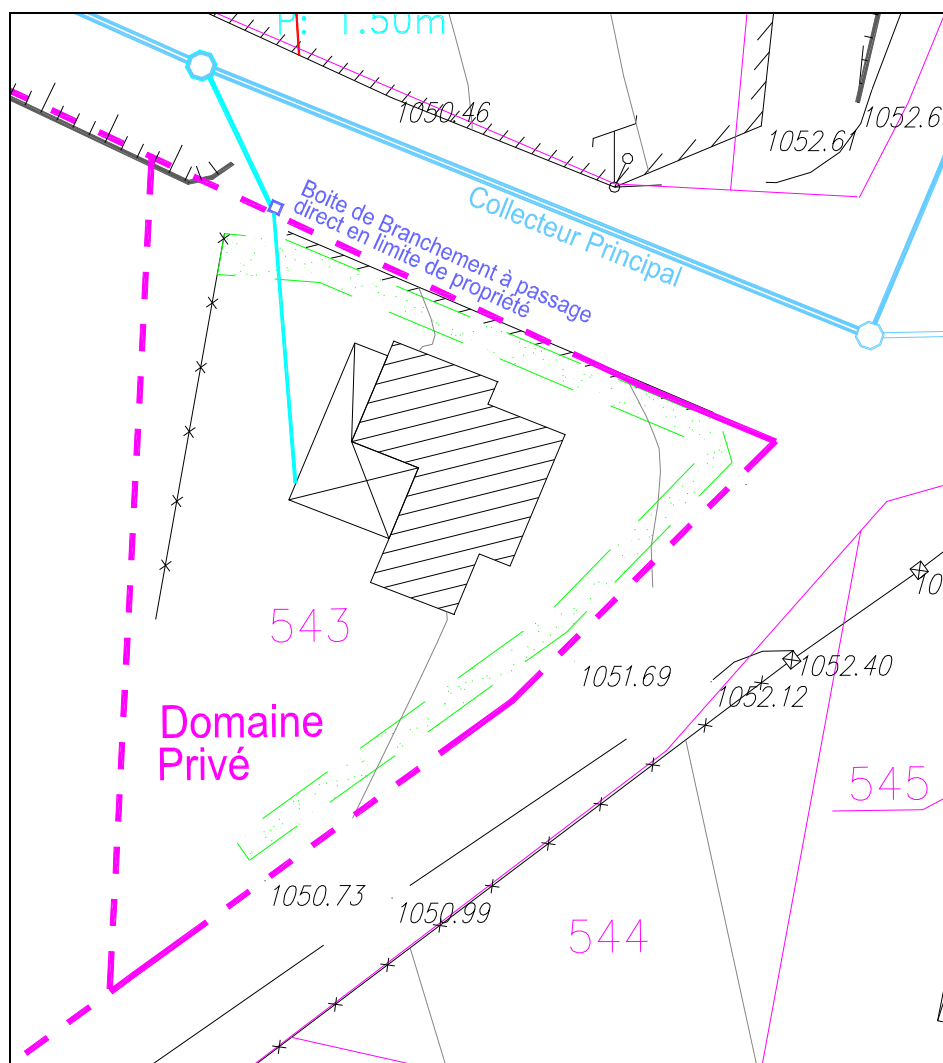 P: 1.50m
1050.46
1052.61
1052.6
Boite de Branchement à passage
direct en limite de propriété
Collecteur Principal
10
543
1051.69
1052.40
1052.12
Domaine
Privé
545
1050.73
1050.99
544